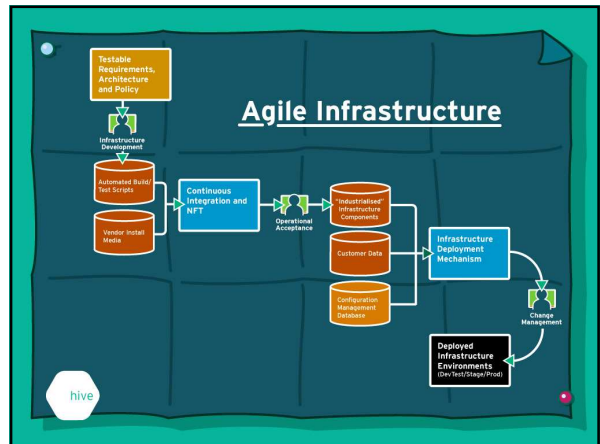 Testable
Requirements,
Architecture
and Policy
Agile Infrastructure
Infrastructure
Development
Automated Build/
Test Scripts
Vendor Install
Media
Continuous
Integration and
NFT
Operational
Acceptance
"Industrialised"
Infrastructure
Components
Customer Data
Configuration
Management
Database
Infrastructure
Deployment
Mechanism
Change
Management
Deployed
Infrastructure
Environments
(DevTest/Stage/Prod)
hive